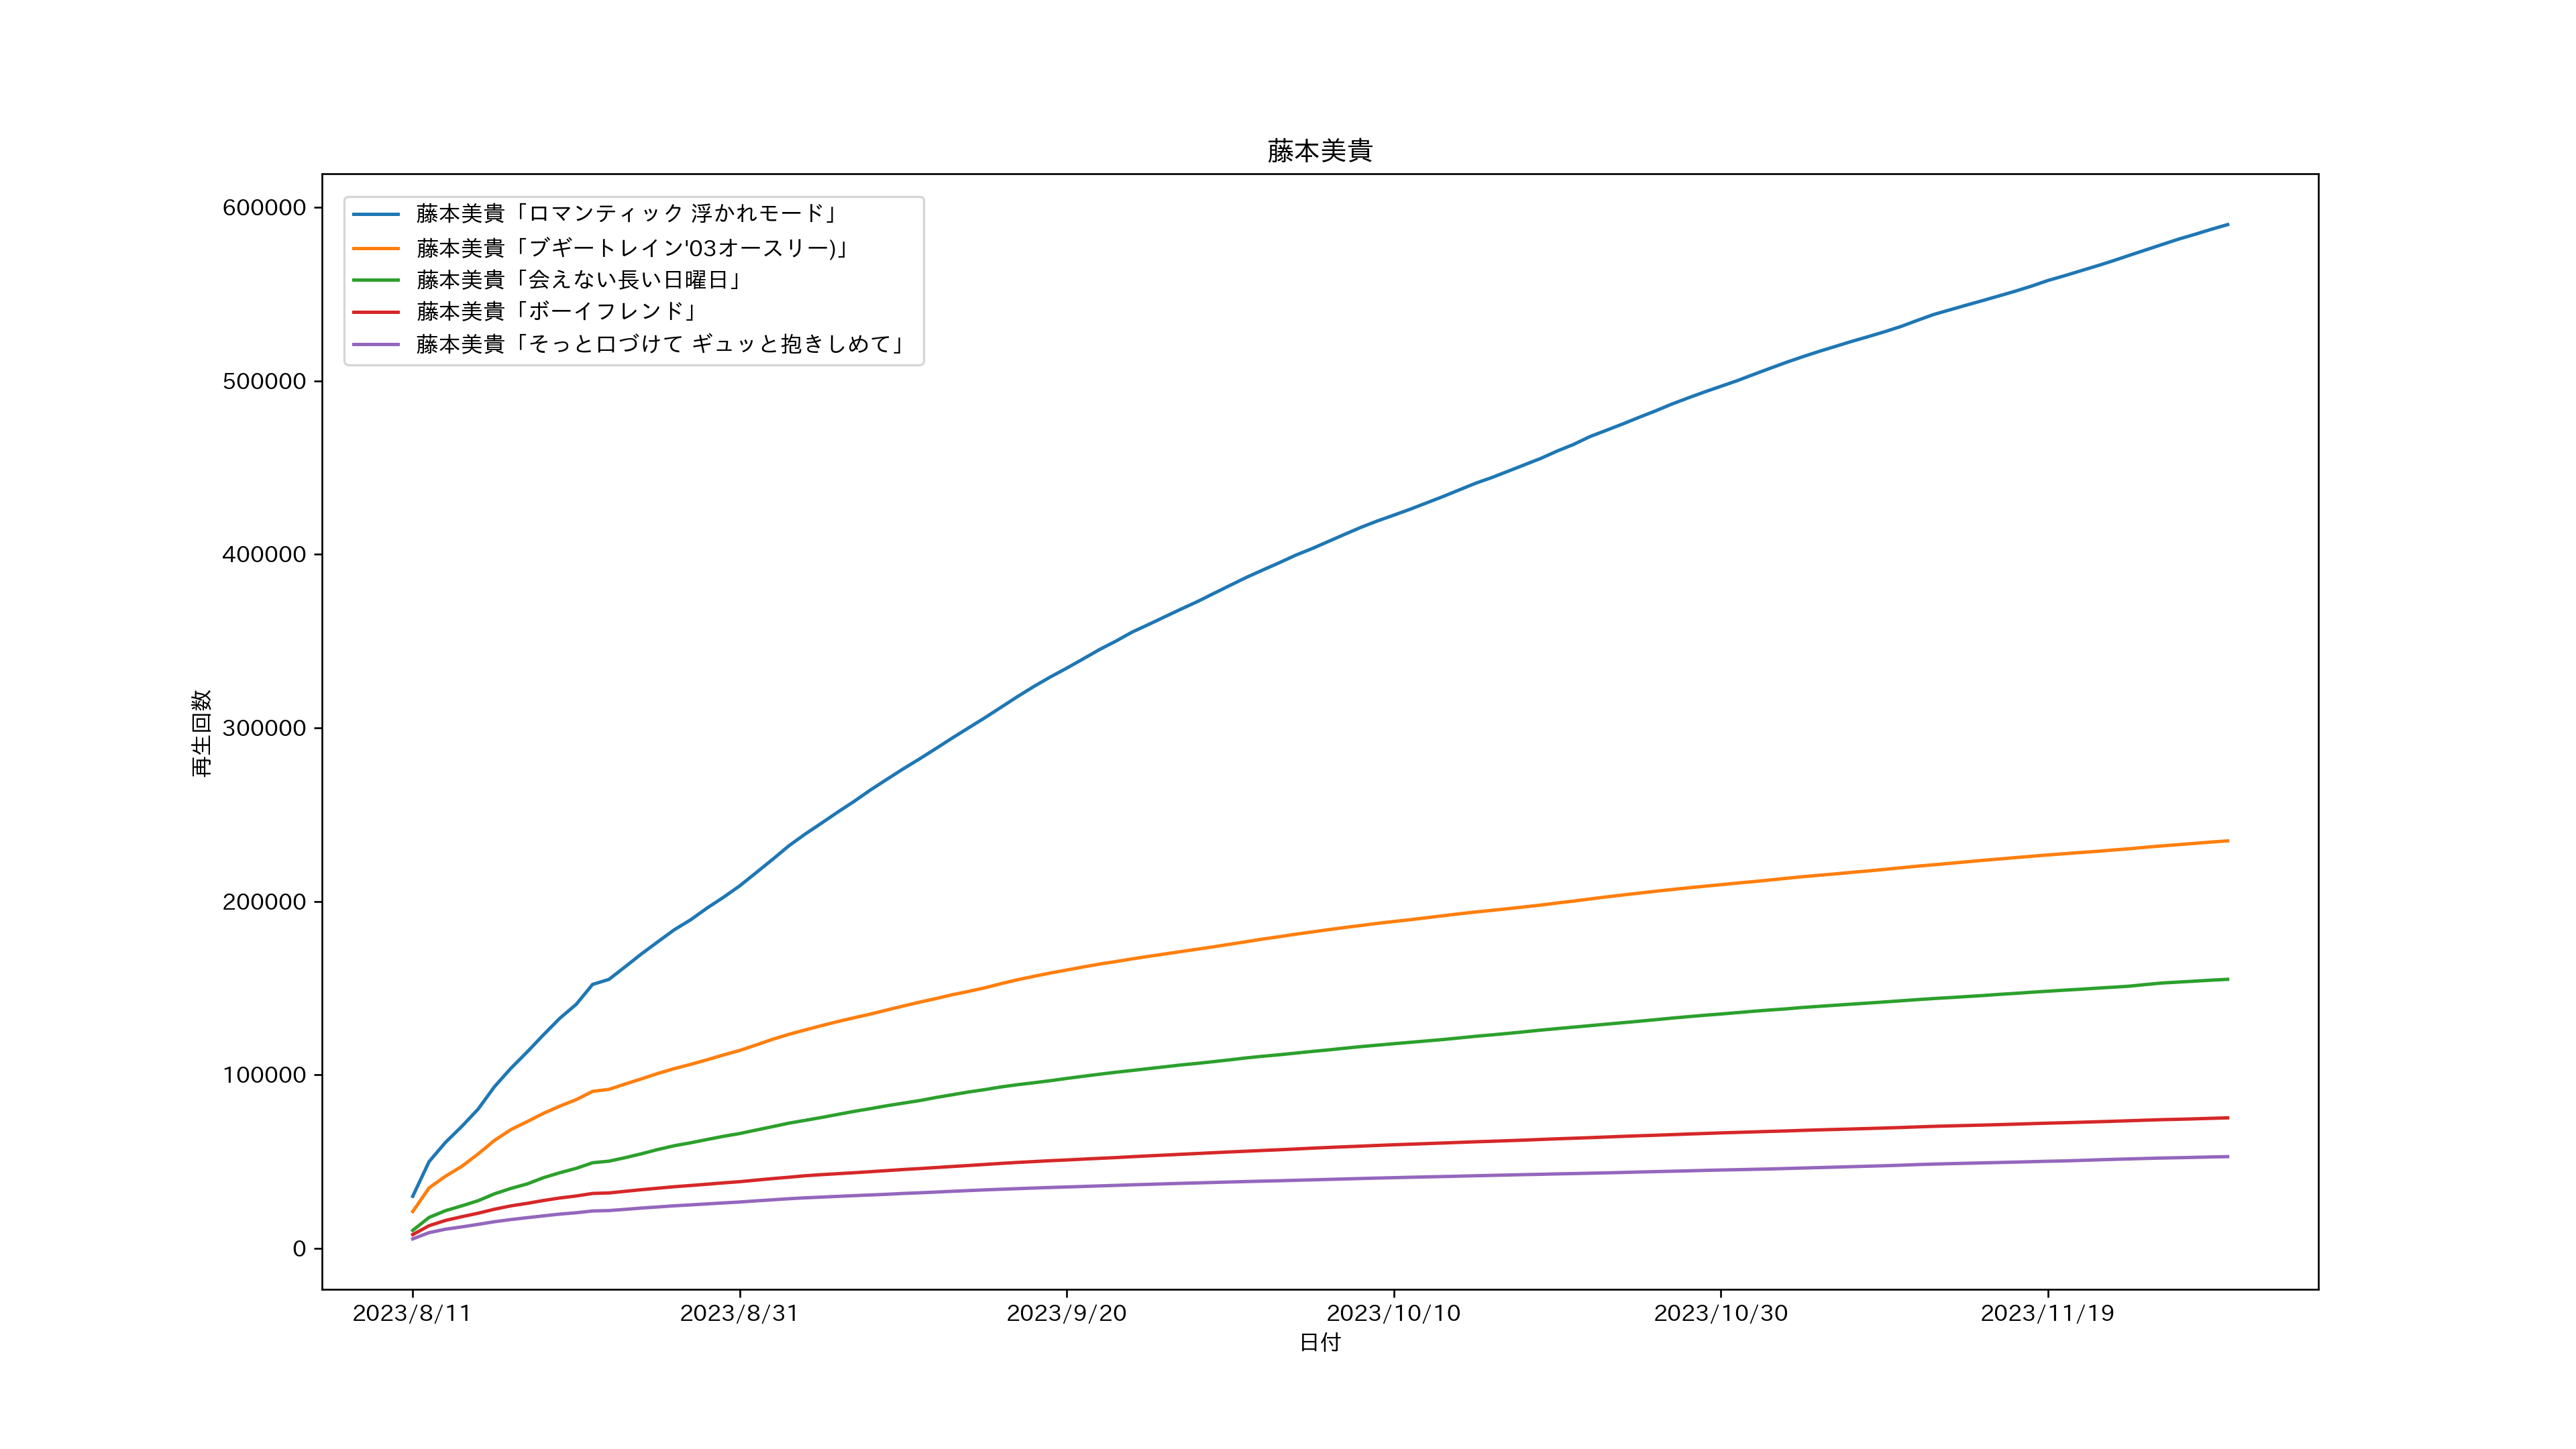 藤本美貴
600000
500000
400000
300000
200000
100000
0
再生回数
藤本美貴「ロマンティック 浮かれモード」
藤本美貴「ブギートレイン'03オースリー)」
藤本美貴「会えない長い日曜日」
藤本美貴「ボーイフレンド」
藤本美貴「そっと口づけて ギュッと抱きしめて」
2023/8/11 2023/8/31 2023/9/20 2023/10/10 2023/10/30 2023/11/19
日付